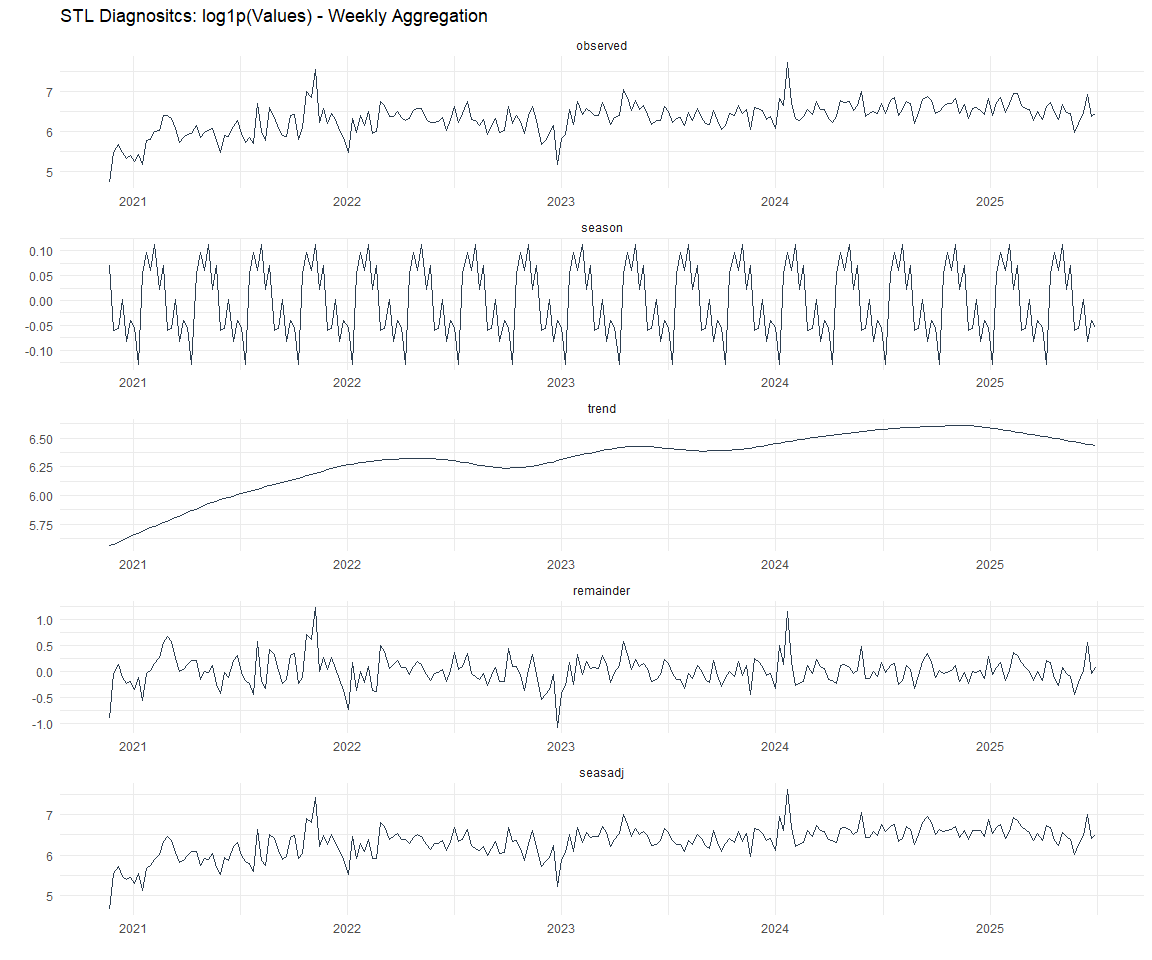 STL Diagnositcs: log1p(Values) - Weekly Aggregation
observed
7
6
5
2021 2022 2023 2024 2025
season
0.10
0.05
0.00
-0.05
-0.10
2021 2022 2023 2024 2025
trend
6.50
6.25
6.00
5.75
2021 2022 2023 2024 2025
remainder
1.0
0.5
0.0
-0.5
-1.0
2021 2022 2023 2024 2025
seasadj
7
6
5
2021 2022 2023 2024 2025